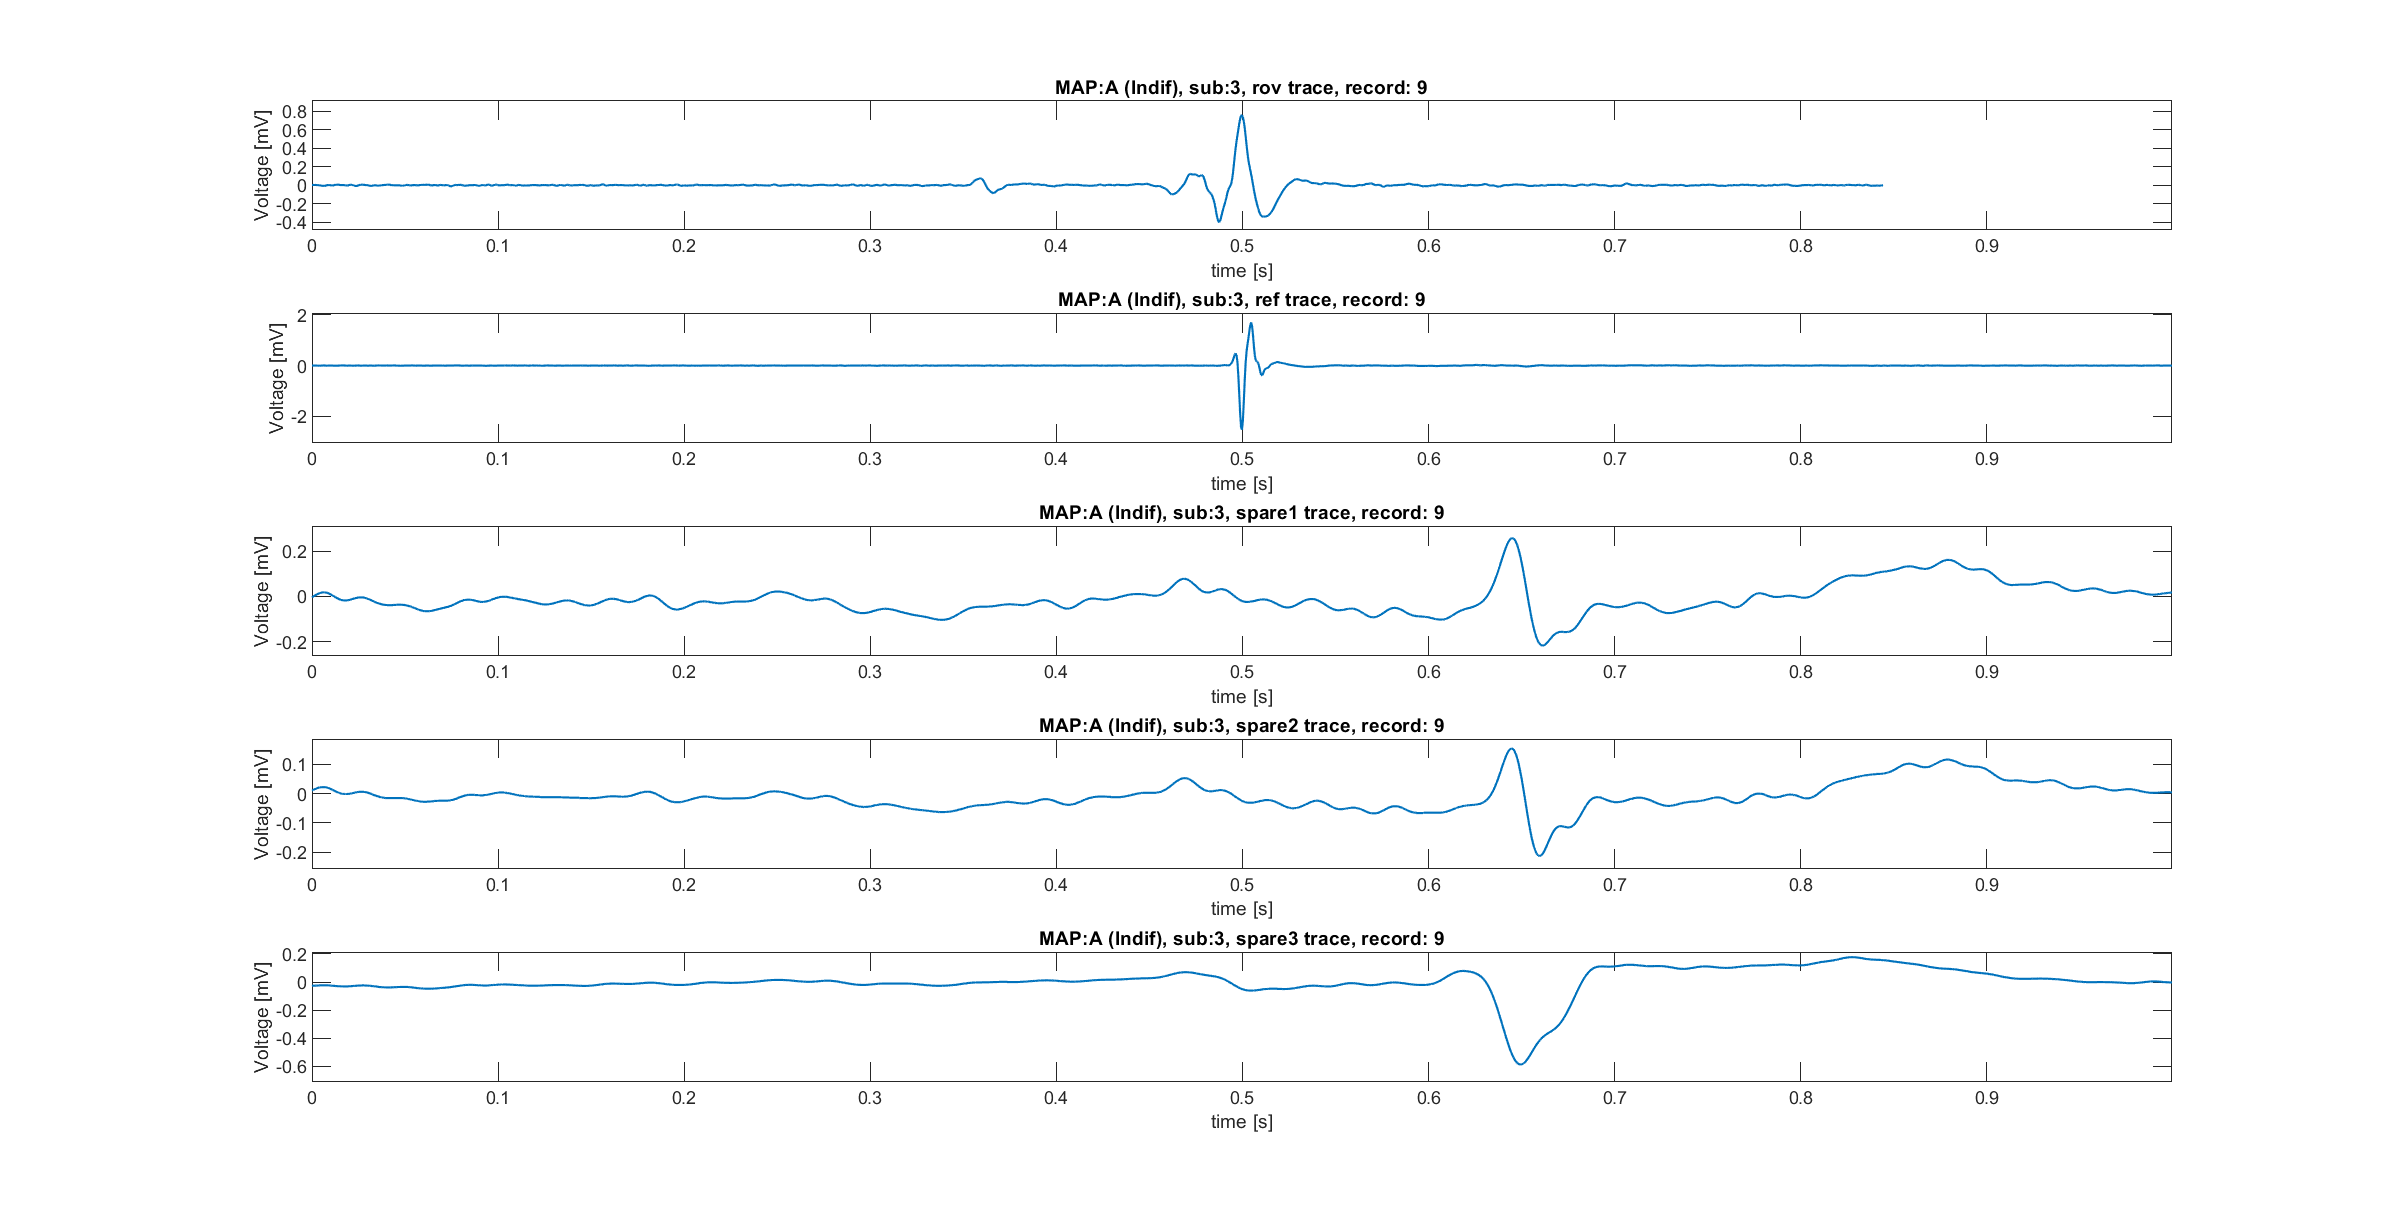 MAP:A (Indif), sub:3, rov trace, record: 9
Voltage [mV]
0.8
0.6
0.4
0.2
0
-0.2
-0.4
0 0.1 0.2 0.3 0.4 0.5 0.6 0.7 0.8 0.9
time [s]
MAP:A (Indif), sub:3, ref trace, record: 9
Voltage [mV]
2
0
-2
0 0.1 0.2 0.3 0.4 0.5 0.6 0.7 0.8 0.9
time [s]
MAP:A (Indif), sub:3, spare1 trace, record: 9
Voltage [mV]
0.2
0
-0.2
0 0.1 0.2 0.3 0.4 0.5 0.6 0.7 0.8 0.9
time [s]
MAP:A (Indif), sub:3, spare2 trace, record: 9
Voltage [mV]
0.1
0
-0.1
-0.2
0 0.1 0.2 0.3 0.4 0.5 0.6 0.7 0.8 0.9
time [s]
MAP:A (Indif), sub:3, spare3 trace, record: 9
Voltage [mV]
0.2
0
-0.2
-0.4
-0.6
0 0.1 0.2 0.3 0.4 0.5 0.6 0.7 0.8 0.9
time [s]